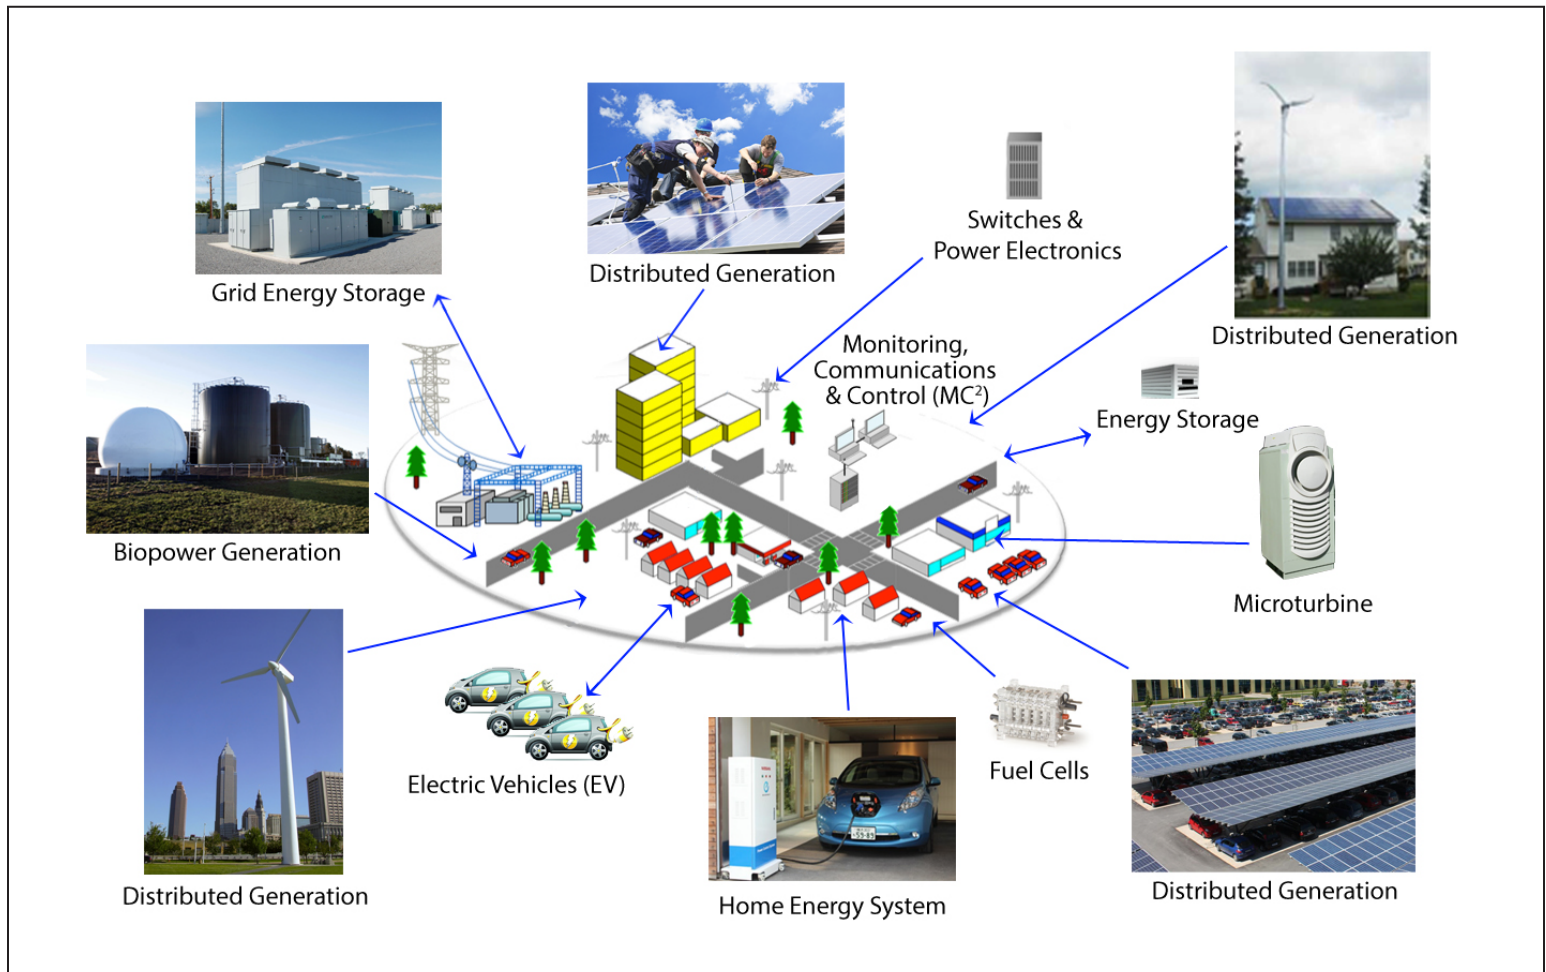 Switches &
Power Electronics
Distributed Generation
Grid Energy Storage
Distributed Generation
Monitoring,
Communications
& Control (MC²)
Energy Storage
Biopower Generation
Microturbine
Electric Vehicles (EV)
Fuel Cells
Distributed Generation
Home Energy System
Distributed Generation